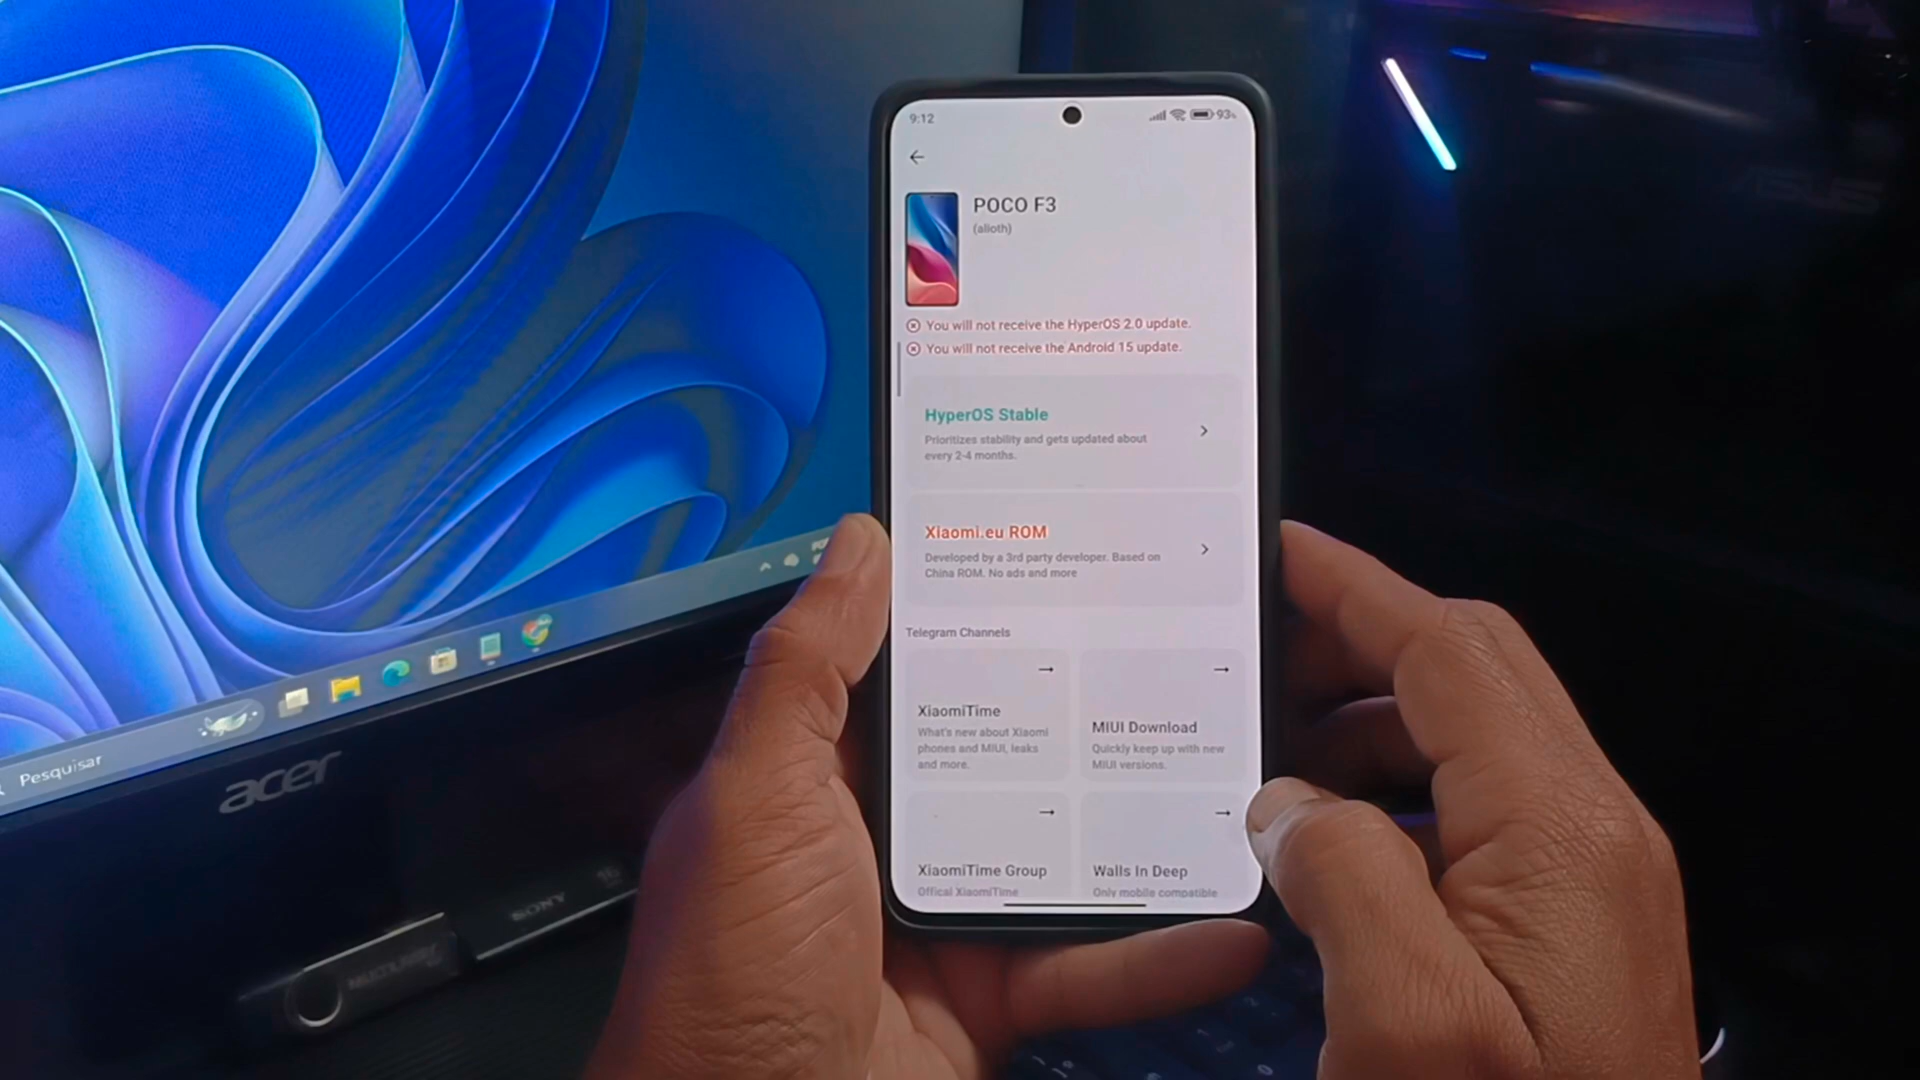 9:12
93%
POCO F3
(alioth)
You will not receive the HyperOS 2.0 update.
You will not receive the Android 15 update.
HyperOS Stable
Prioritizes stability and gets updated about
every 2-4 months.
Xiaomi.eu ROM
Developed by a 3rd party developer. Based on
China ROM. No ads and more
Telegram Channels
XiaomiTime
What's new about Xiaomi
phones and MIUI, leaks
and more.
MIUI Download
Quickly keep up with new
MIUI versions.
XiaomiTime Group
Offical XiaomiTime
Walls In Deep
Only mobile compatible
Pesquisar
acer
SONY
ASUS